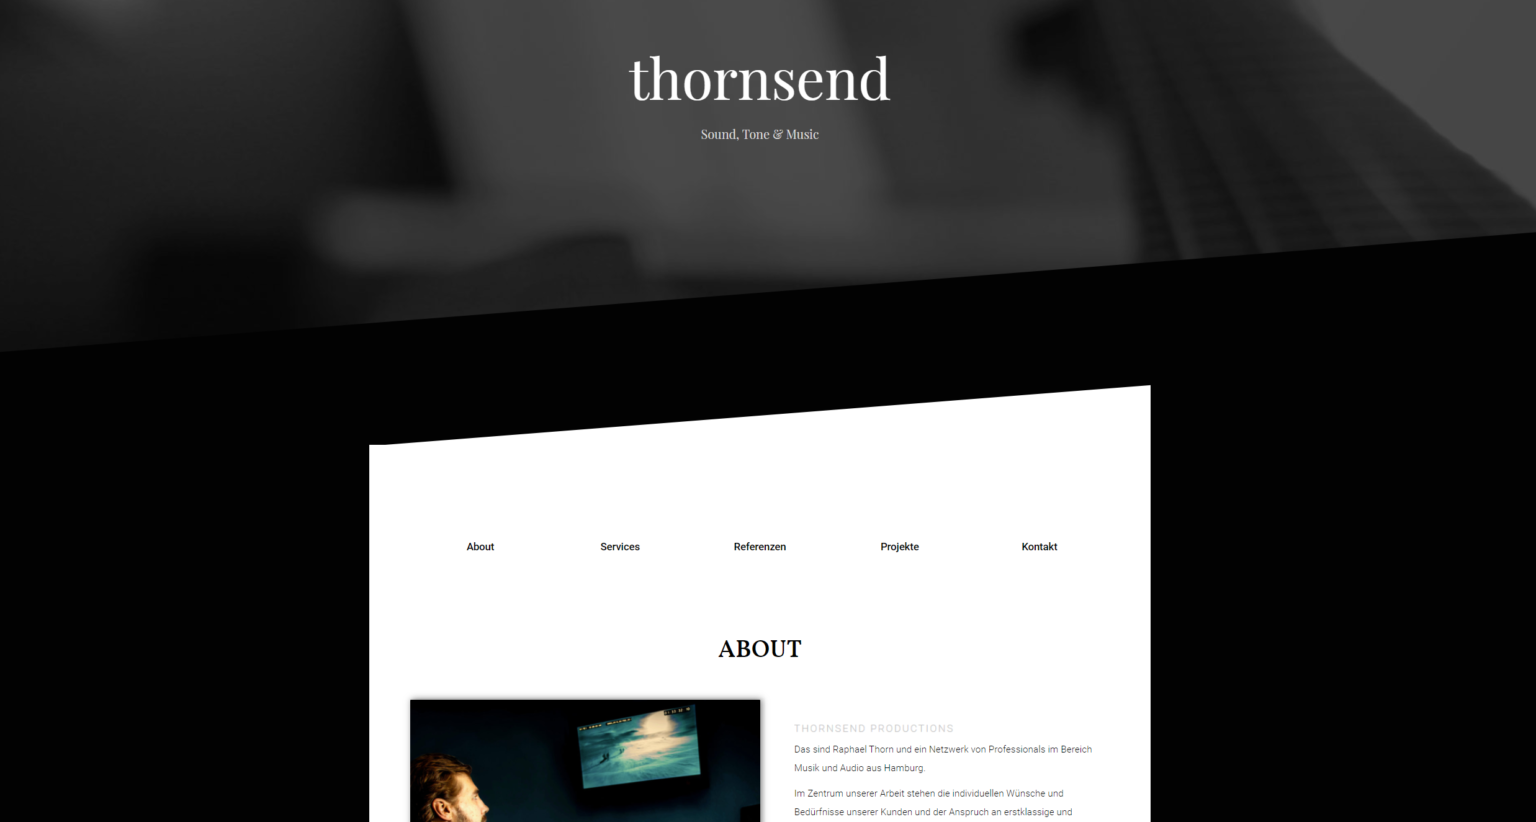 thornsend
Sound, Tone & Music
About Services Referenzen Projekte Kontakt
ABOUT
THORNSEND PRODUCTIONS
Das sind Raphael Thorn und ein Netzwerk von Professionals im Bereich
Musik und Audio aus Hamburg.
Im Zentrum unserer Arbeit stehen die individuellen Wünsche und
Bedürfnisse unserer Kunden und der Anspruch an erstklassige und